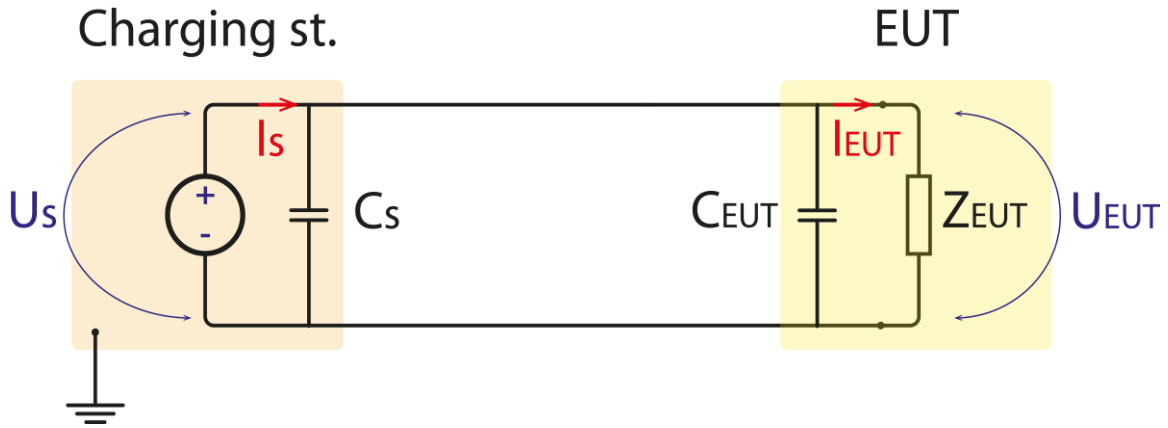 Charging st.
EUT
Is
IEUT
+
Us
Cs
CEUT
ZEUT
UEUT
-